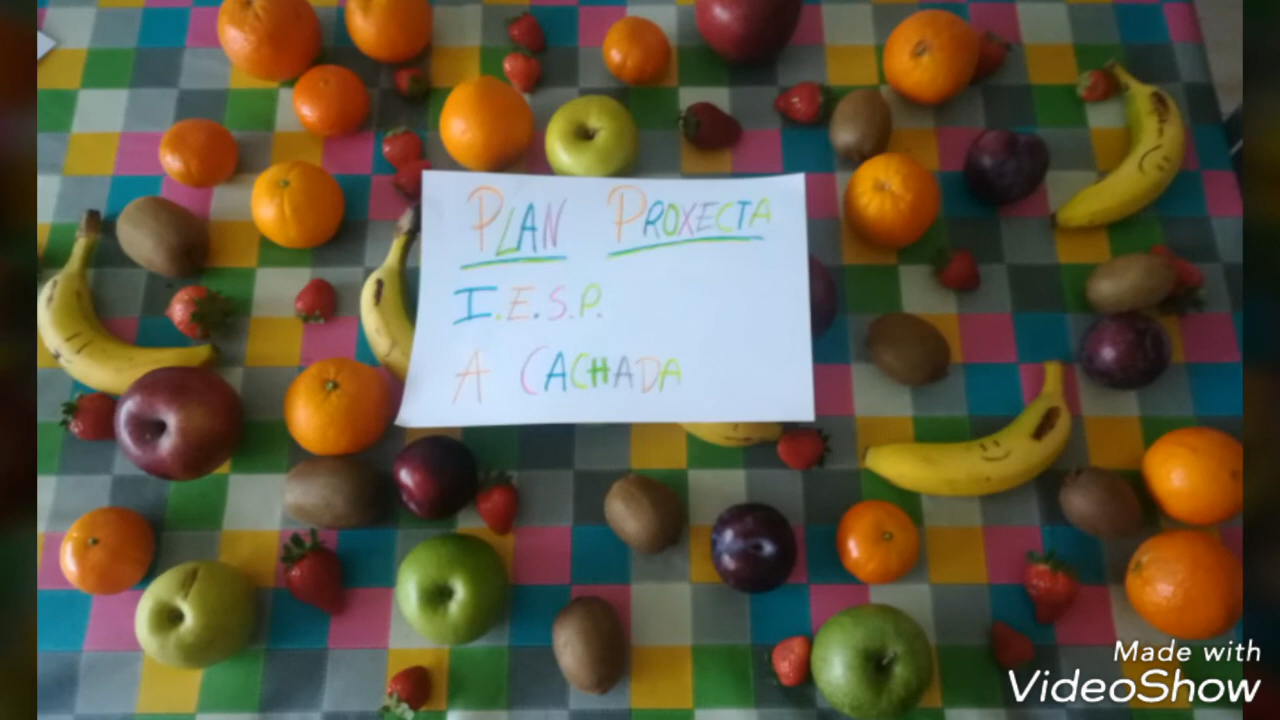 PLAN PROXECTA
I.E.S.P.
A CACHADA
Made with
VideoShow